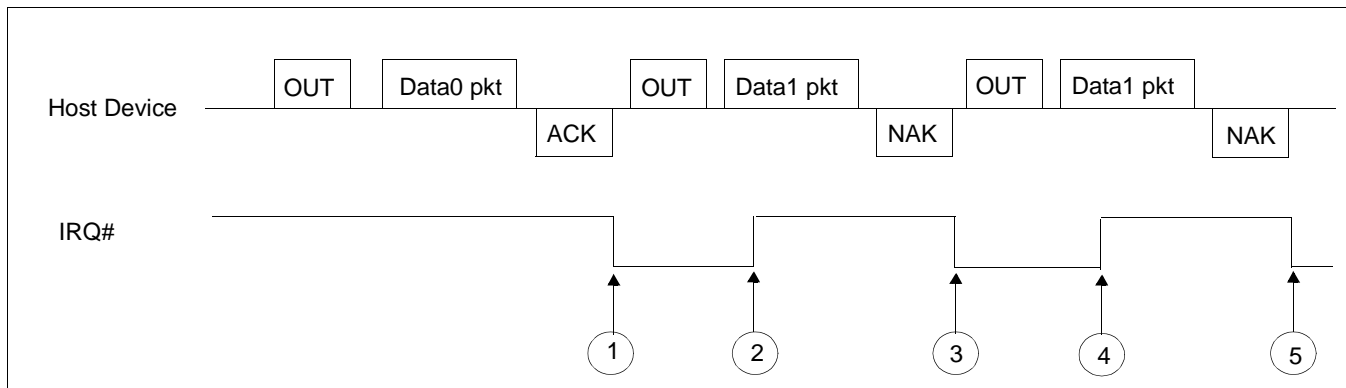 OUT Data0 pkt OUT Data1 pkt OUT Data1 pkt
Host Device
ACK NAK NAK
IRQ#
1 2 3 4 5